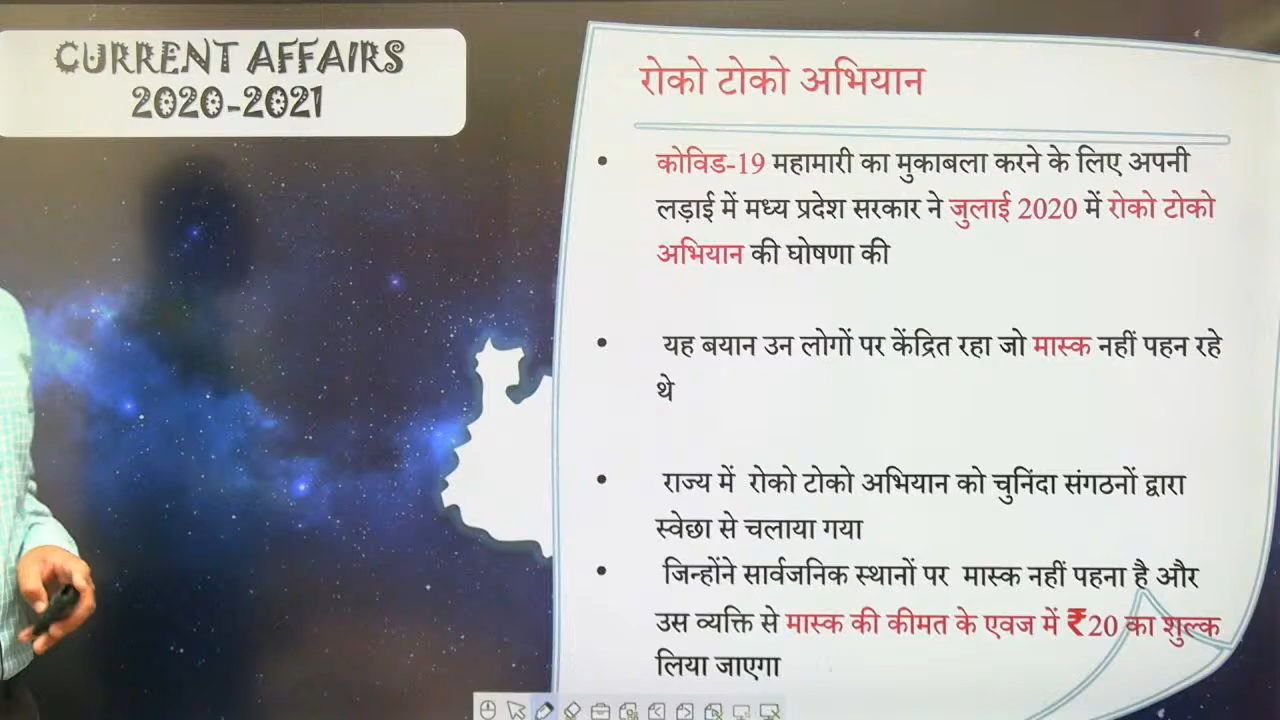 CURRENT AFFAIRS
2020-2021
रोको टोको अभियान
• कोविड-19 महामारी का मुकाबला करने के लिए अपनी
लड़ाई में मध्य प्रदेश सरकार ने जुलाई 2020 में रोको टोको
अभियान की घोषणा की
• यह बयान उन लोगों पर केंद्रित रहा जो मास्क नहीं पहन रहे
थे
• राज्य में रोको टोको अभियान को चुनिंदा संगठनों द्वारा
स्वेछा से चलाया गया
• जिन्होंने सार्वजनिक स्थानों पर मास्क नहीं पहना है और
उस व्यक्ति से मास्क की कीमत के एवज में ₹20 का शुल्क
लिया जाएगा